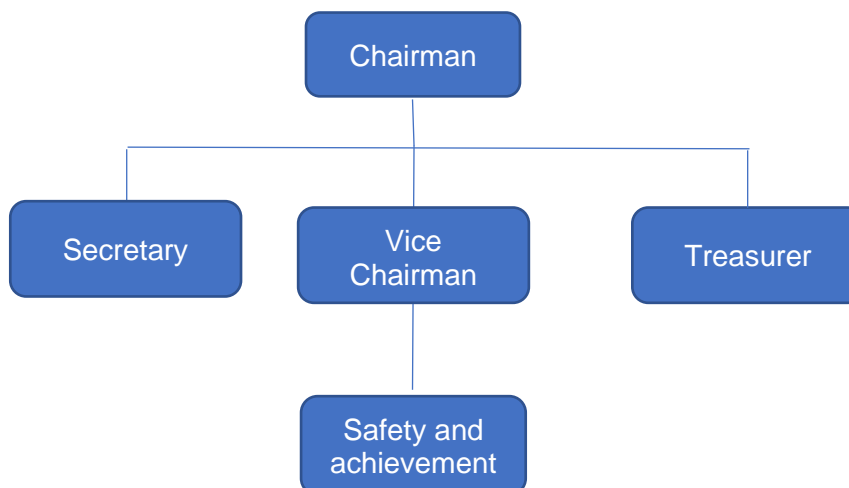 Chairman
Secretary
Vice
Chairman
Treasurer
Safety and
achievement